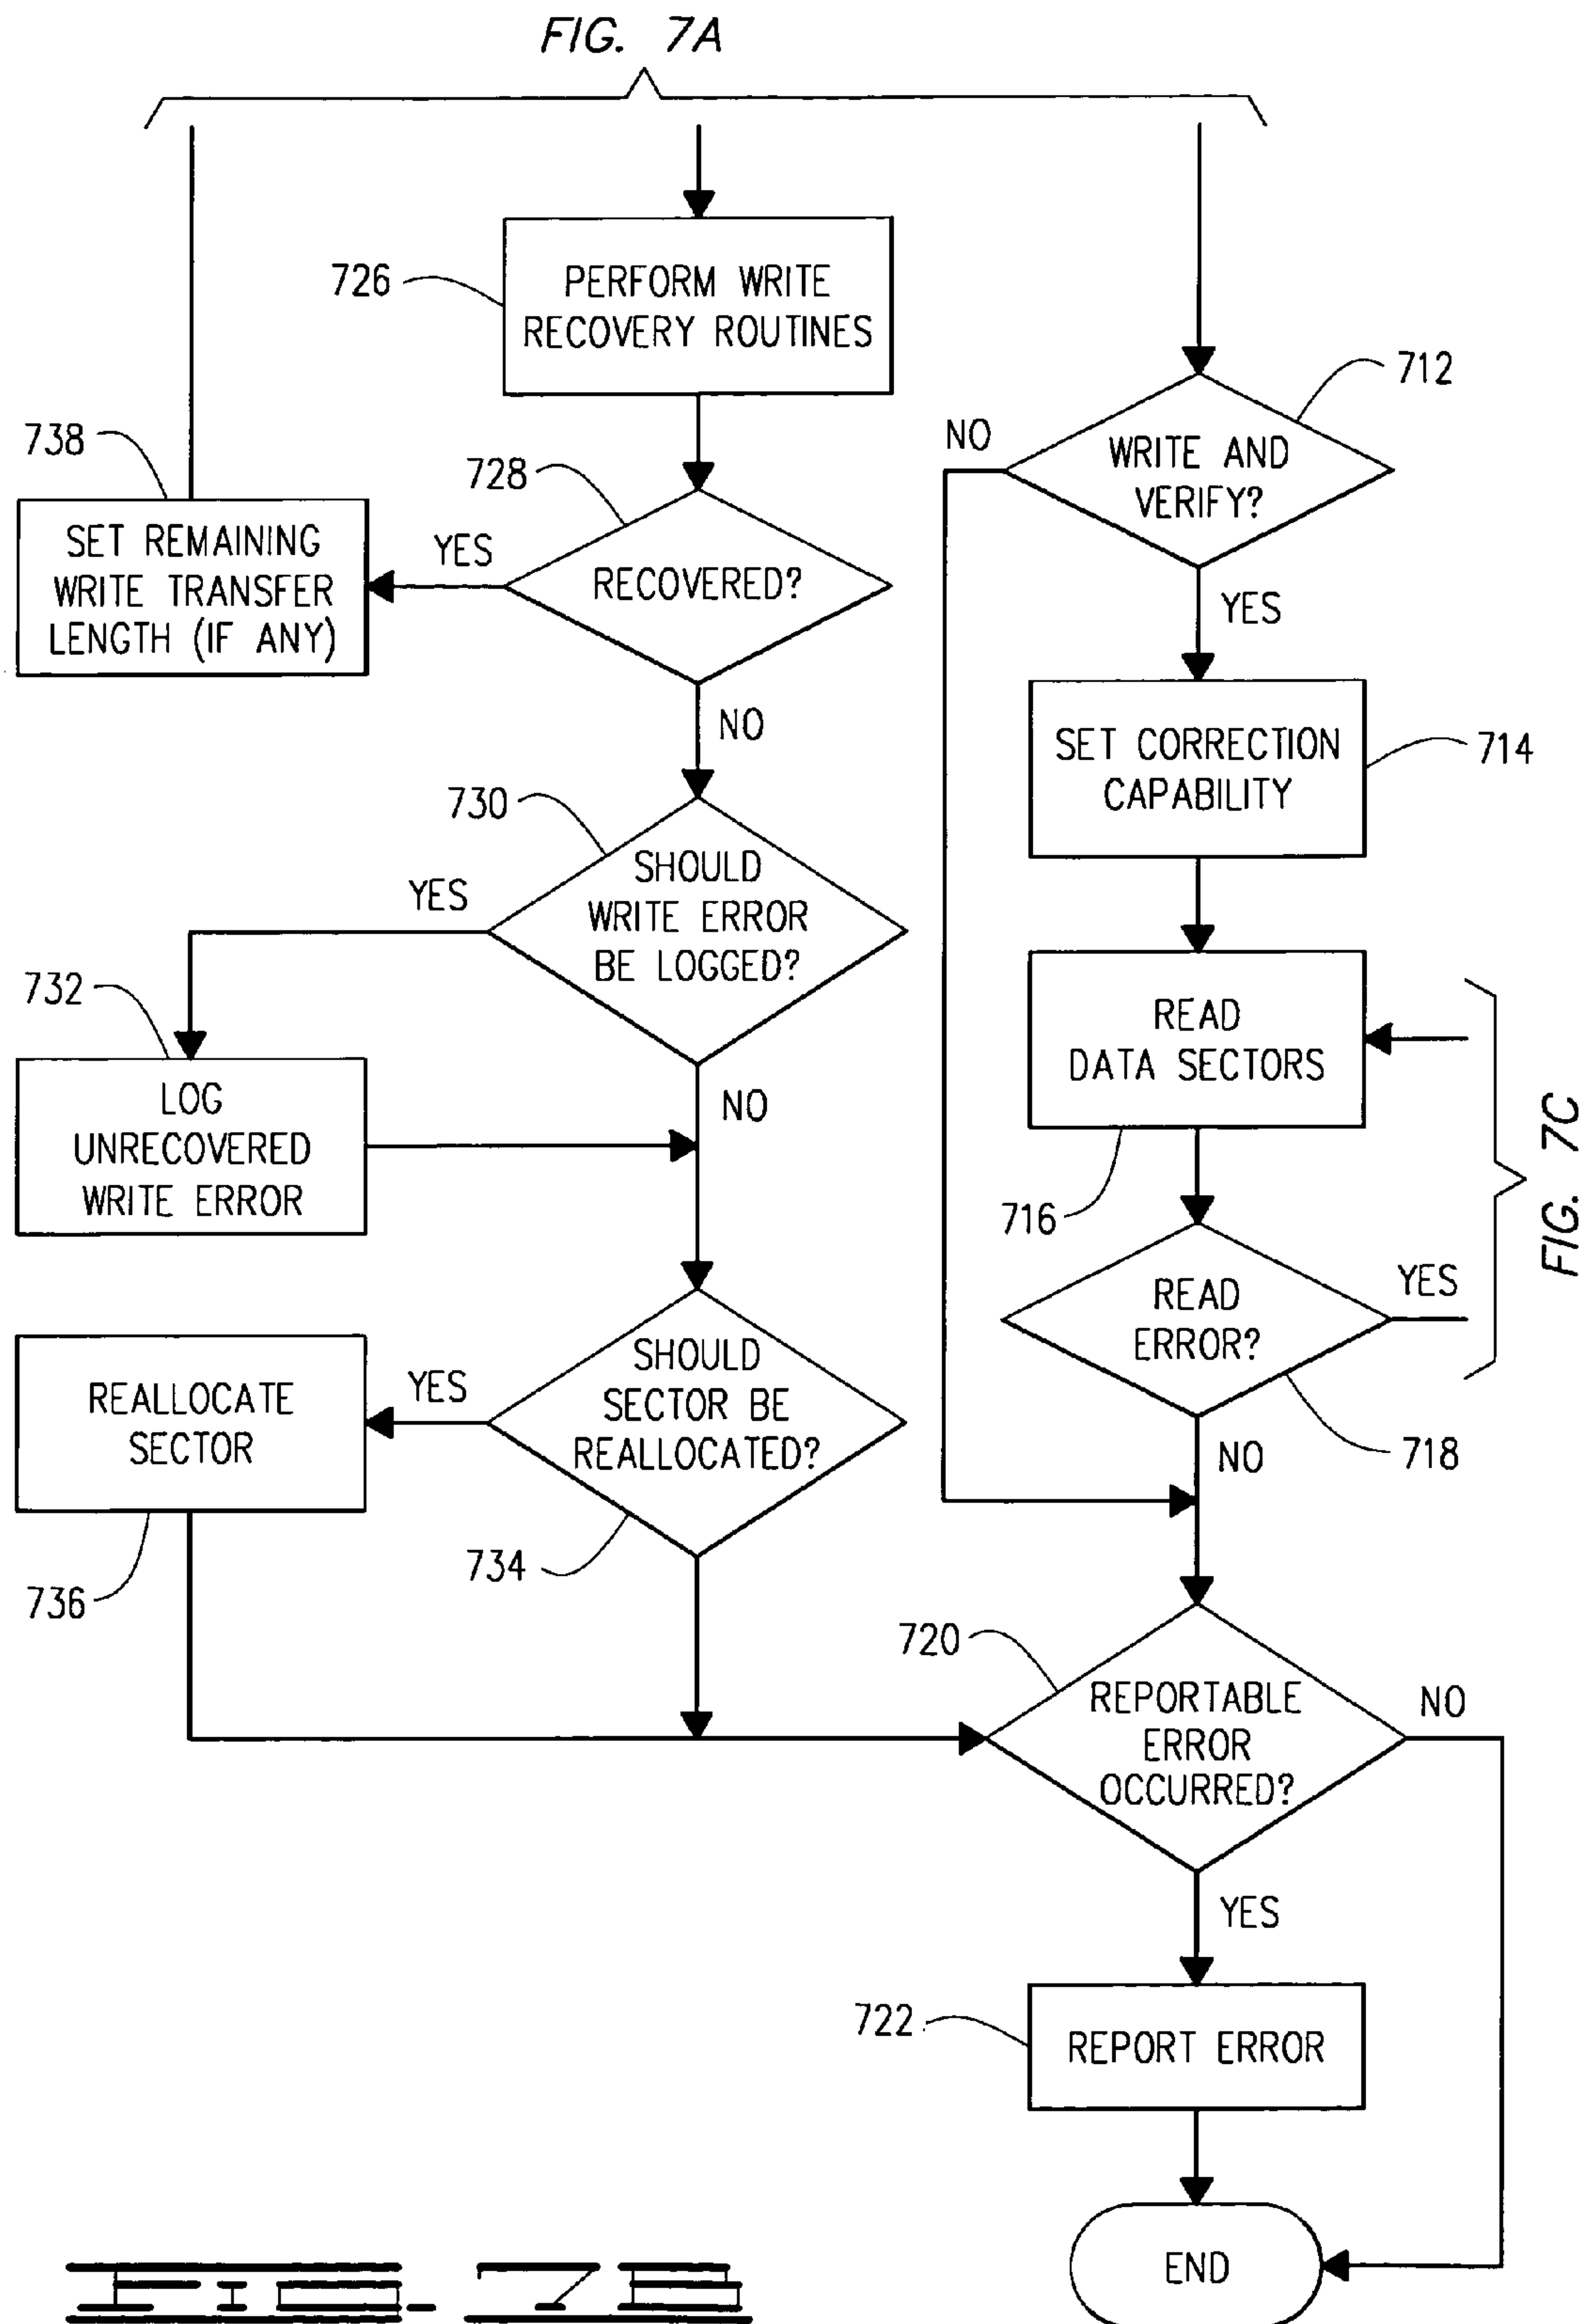 FIG. 7A
726
PERFORM WRITE
RECOVERY ROUTINES
712
NO
WRITE AND
VERIFY?
YES
738
SET REMAINING
WRITE TRANSFER
LENGTH (IF ANY)
YES
728
RECOVERED?
NO
SET CORRECTION
CAPABILITY
714
730
YES
SHOULD
WRITE ERROR
BE LOGGED?
NO
732
LOG
UNRECOVERED
WRITE ERROR
READ
DATA SECTORS
716
FIG. 7C
READ
ERROR?
YES
718
NO
REALLOCATE
SECTOR
736
YES
SHOULD
SECTOR BE
REALLOCATED?
734
720
REPORTABLE
ERROR
OCCURRED?
NO
YES
722
REPORT ERROR
END
FIG. 7B